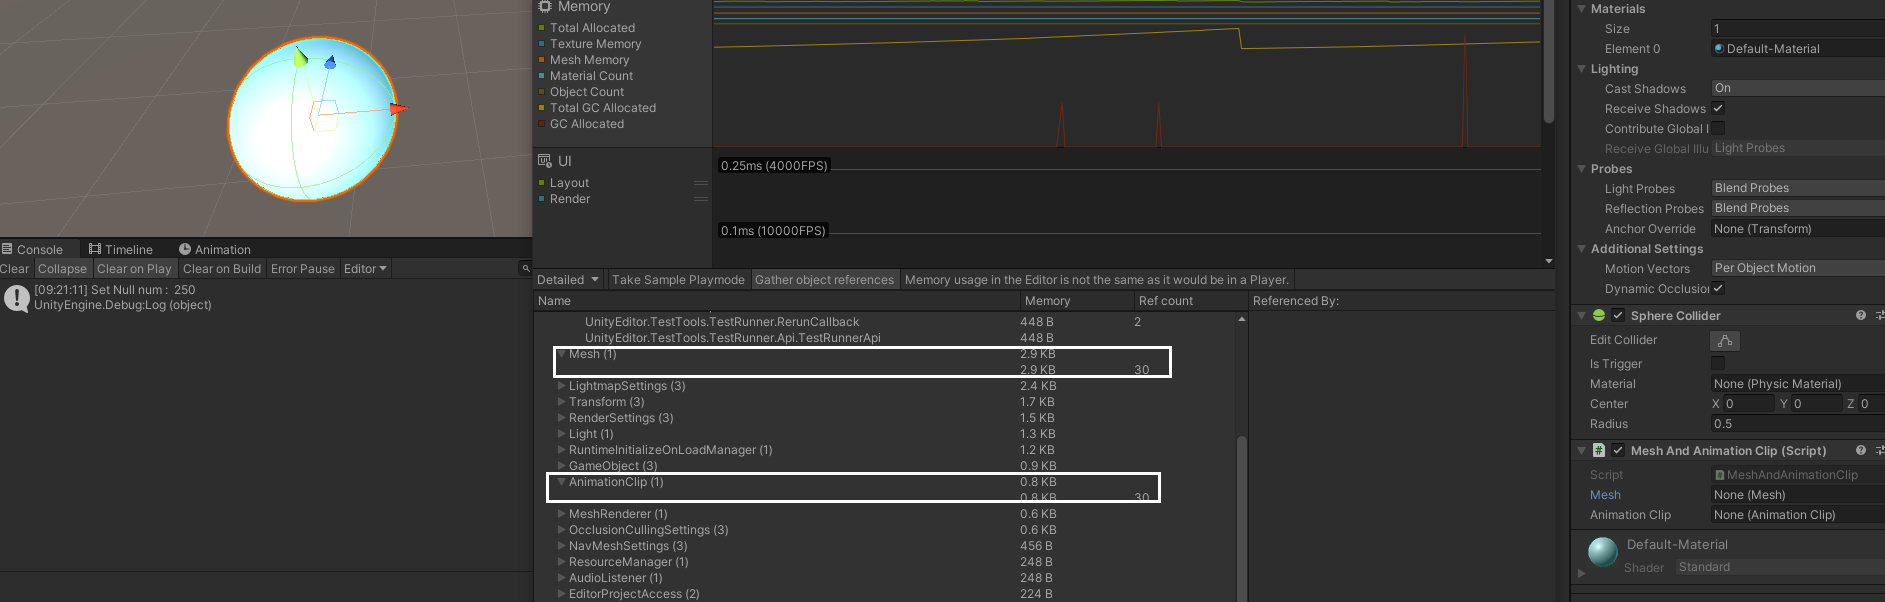 Console
Timeline
Animation
Clear
Collapse
Clear on Play
Clear on Build
Error Pause
Editor
[09:21:11] Set Null num : 250
UnityEngine.Debug:Log (object)
Memory
Total Allocated
Texture Memory
Mesh Memory
Material Count
Object Count
Total GC Allocated
GC Allocated
UI
Layout
Render
0.25ms (4000FPS)
0.1ms (10000FPS)
Detailed
Take Sample Playmode
Gather object references
Memory usage in the Editor is not the same as it would be in a Player.
Name Memory Ref count Referenced By:
UnityEditor.TestTools.TestRunner.RerunCallback 448 B 2
UnityEditor.TestTools.TestRunner.Api.TestRunnerApi 448 B
Mesh (1) 2.9 KB
2.9 KB 30
LightmapSettings (3) 2.4 KB
Transform (3) 1.7 KB
RenderSettings (3) 1.5 KB
Light (1) 1.3 KB
RuntimeInitializeOnLoadManager (1) 1.2 KB
GameObject (3) 0.9 KB
AnimationClip (1) 0.8 KB
0.8 KB 30
MeshRenderer (1) 0.6 KB
OcclusionCullingSettings (3) 0.6 KB
NavMeshSettings (3) 456 B
ResourceManager (1) 248 B
AudioListener (1) 248 B
EditorProjectAccess (2) 224 B
Materials
Size 1
Element 0 Default-Material
Lighting
Cast Shadows On
Receive Shadows
Contribute Global I
Receive Global Illu Light Probes
Probes
Light Probes Blend Probes
Reflection Probes Blend Probes
Anchor Override None (Transform)
Additional Settings
Motion Vectors Per Object Motion
Dynamic Occlusion
Sphere Collider
Edit Collider
Is Trigger
Material None (Physic Material)
Center X 0 Y 0 Z 0
Radius 0.5
# Mesh And Animation Clip (Script)
Script MeshAndAnimationClip
Mesh None (Mesh)
Animation Clip None (Animation Clip)
Default-Material
Shader Standard